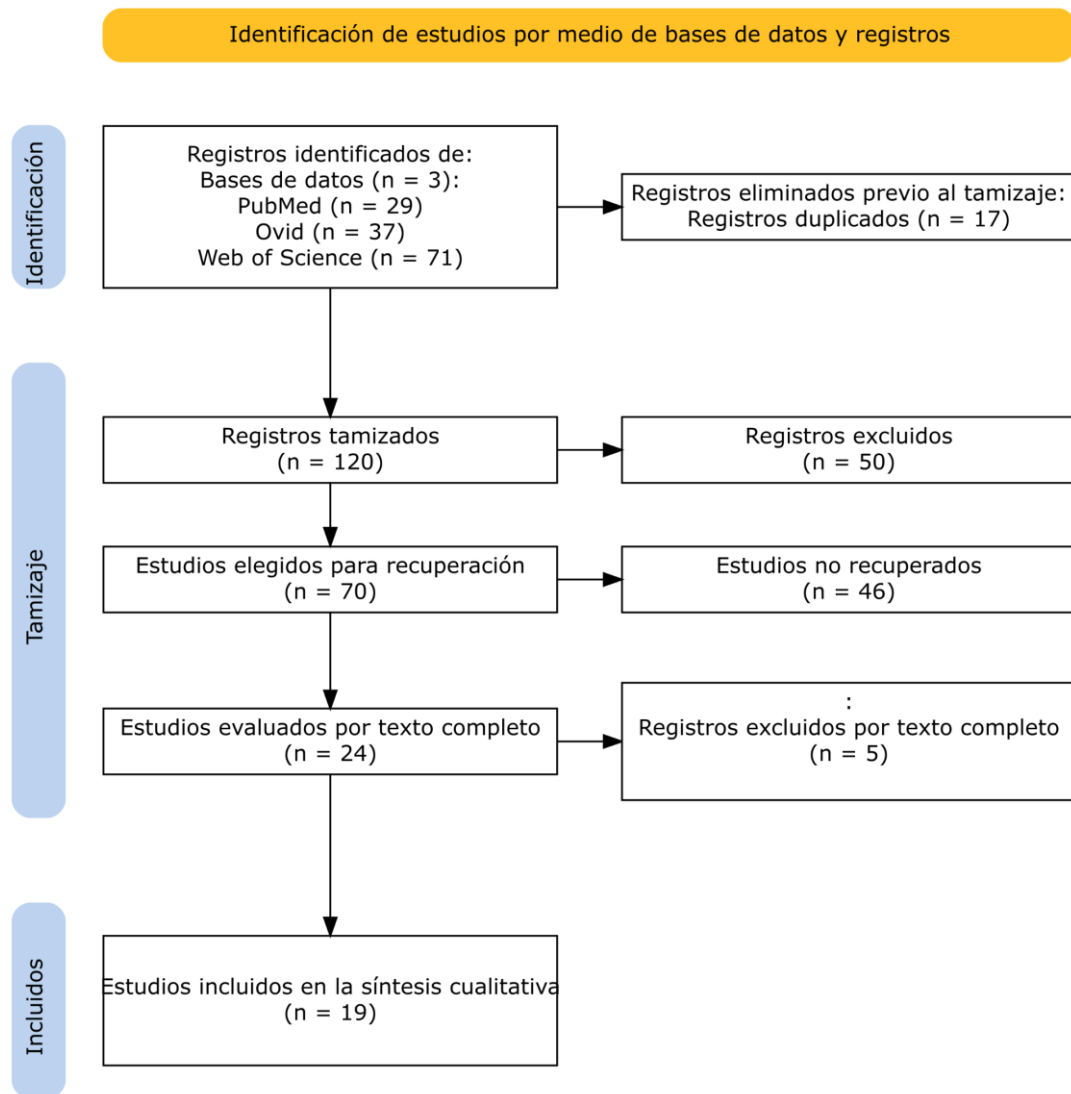 Identificación de estudios por medio de bases de datos y registros
Identificación
Registros identificados de:
Bases de datos (n = 3):
PubMed (n = 29)
Ovid (n = 37)
Web of Science (n = 71)
Registros eliminados previo al tamizaje:
Registros duplicados (n = 17)
Tamizaje
Registros tamizados
(n = 120)
Registros excluidos
(n = 50)
Estudios elegidos para recuperación
(n = 70)
Estudios no recuperados
(n = 46)
Estudios evaluados por texto completo
(n = 24)
:
Registros excluidos por texto completo
(n = 5)
Incluidos
Estudios incluidos en la síntesis cualitativa
(n = 19)